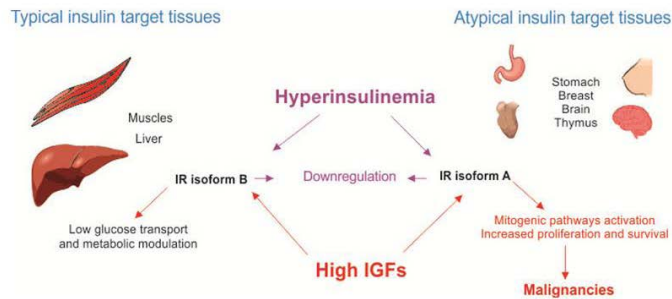 Typical insulin target tissues
Atypical insulin target tissues
Muscles
Liver
Stomach
Breast
Brain
Thymus
Hyperinsulinemia
IR isoform B
Downregulation
IR isoform A
Low glucose transport
and metabolic modulation
Mitogenic pathways activation
Increased proliferation and survival
High IGFs
Malignancies